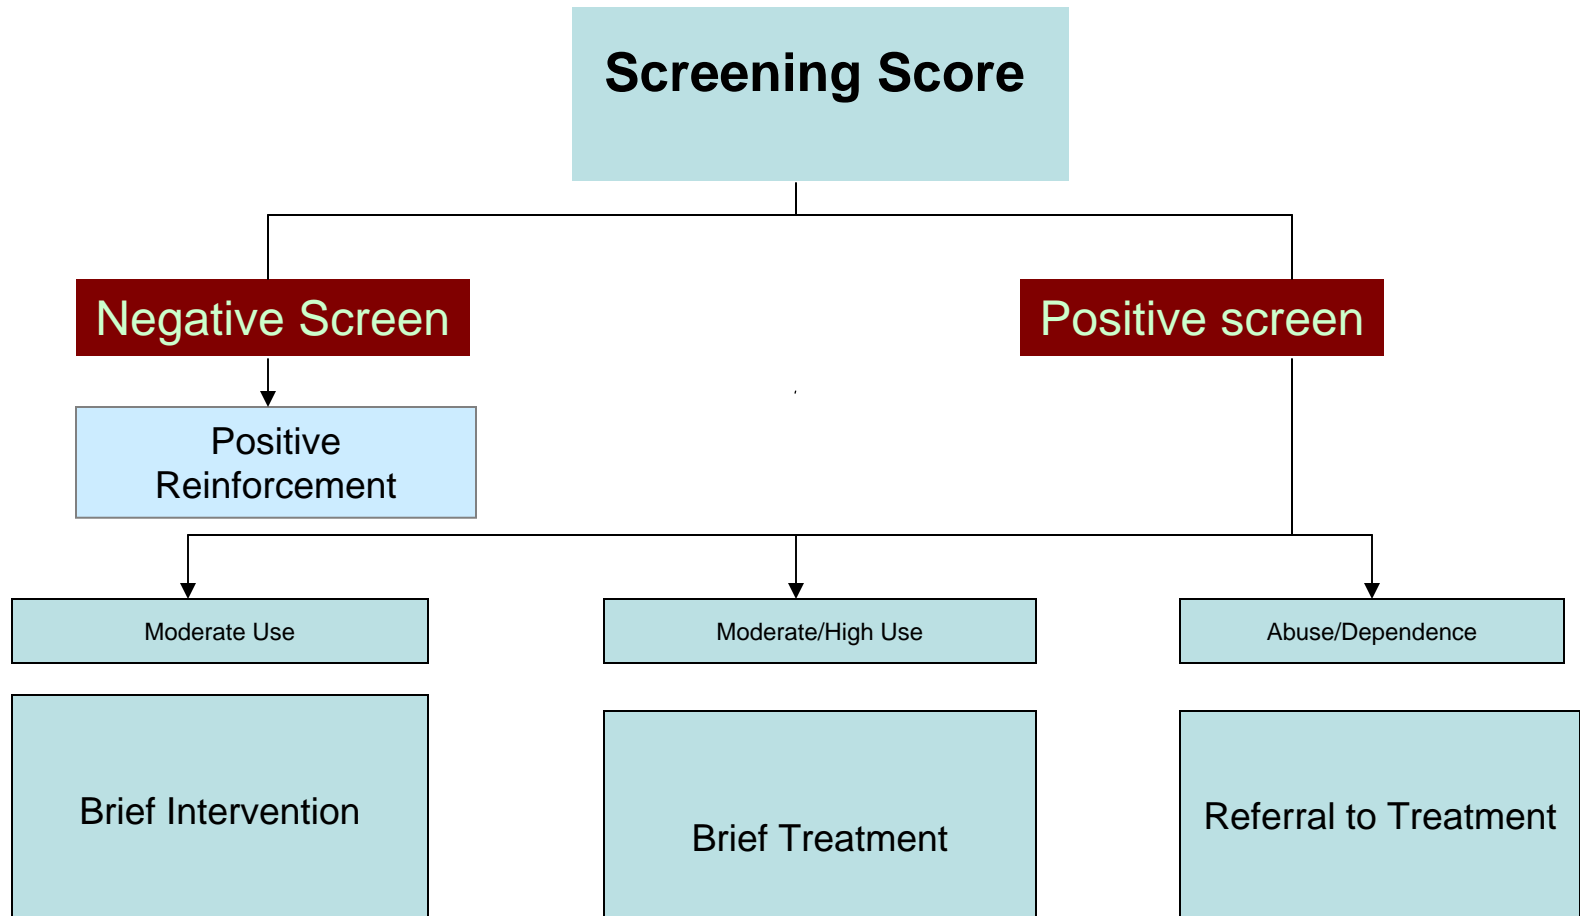 Screening Score
Negative Screen
Positive screen
Positive
Reinforcement
Moderate Use
Moderate/High Use
Abuse/Dependence
Brief Intervention
Brief Treatment
Referral to Treatment